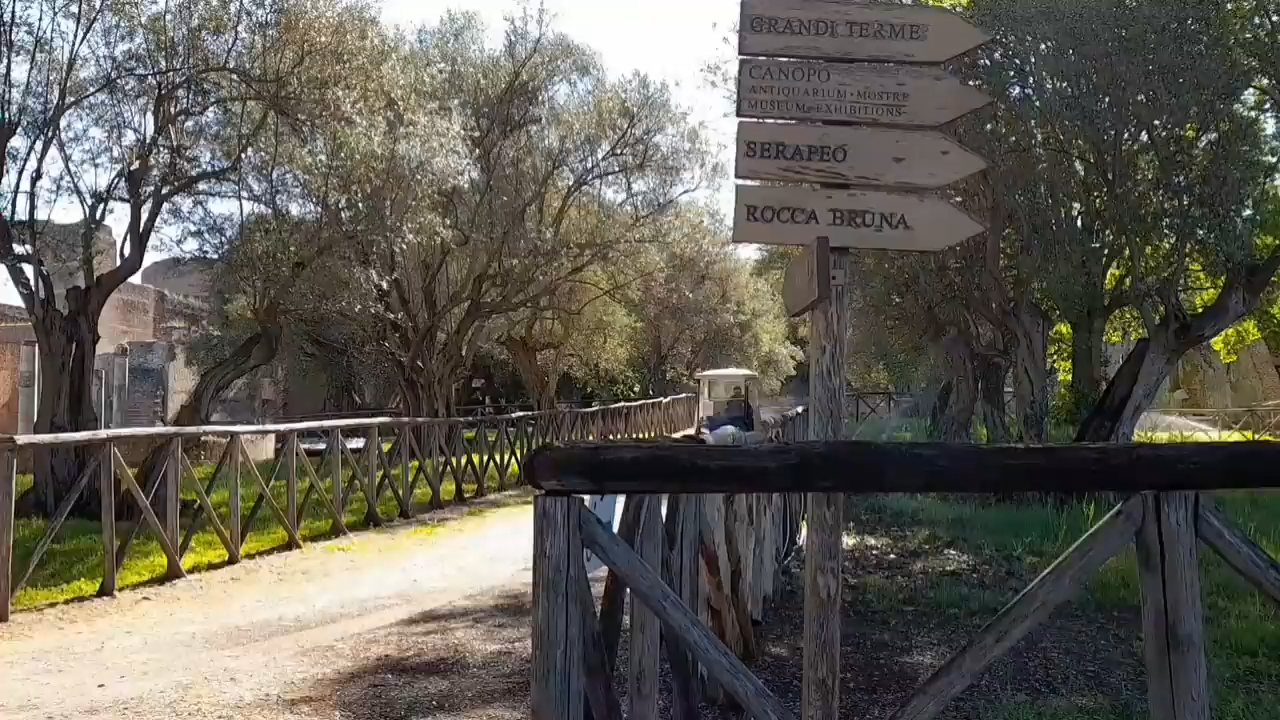 GRANDI TERME
CANOPO
ANTIQUARIUM•MOSTRE
MUSEUM•EXHIBITIONS
SERAPEO
ROCCA BRUNA